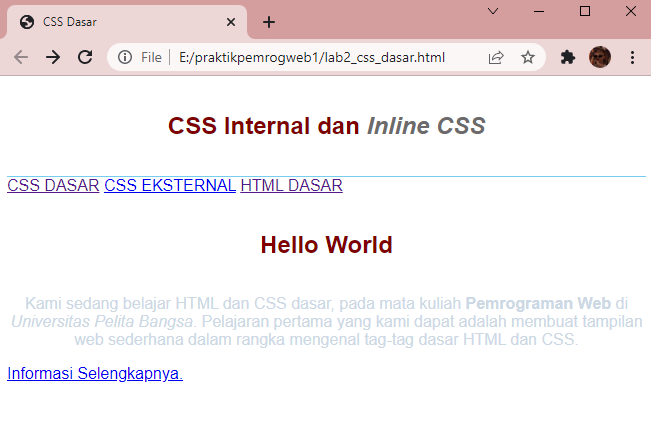 CSS Dasar
File E:/praktikpemrogweb1/lab2_css_dasar.html
CSS Internal dan Inline CSS
CSS DASAR CSS EKSTERNAL HTML DASAR
Hello World
Kami sedang belajar HTML dan CSS dasar, pada mata kuliah Pemrograman Web di
Universitas Pelita Bangsa. Pelajaran pertama yang kami dapat adalah membuat tampilan
web sederhana dalam rangka mengenal tag-tag dasar HTML dan CSS.
Informasi Selengkapnya.